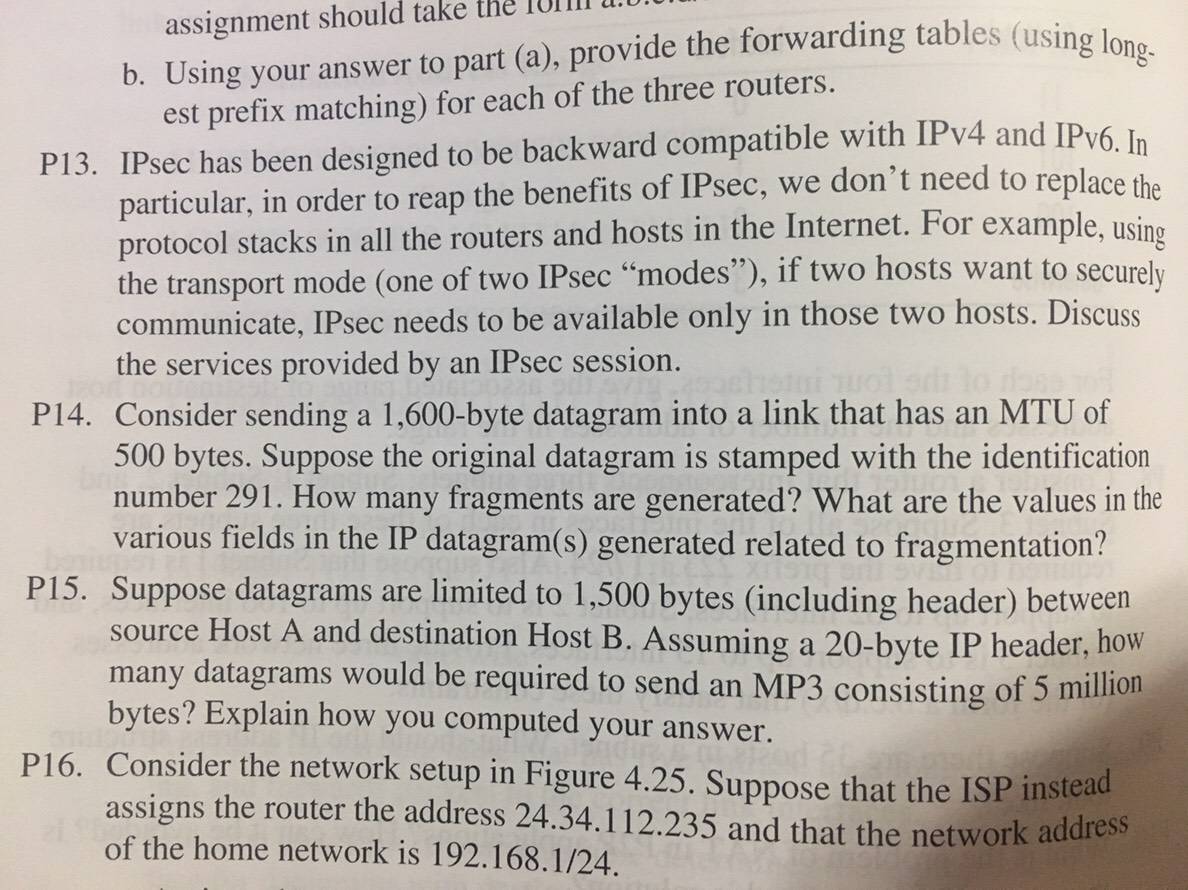 assignment should take the form
b. Using your answer to part (a), provide the forwarding tables (using long-
est prefix matching) for each of the three routers.
P13. IPsec has been designed to be backward compatible with IPv4 and IPv6. In
particular, in order to reap the benefits of IPsec, we don’t need to replace the
protocol stacks in all the routers and hosts in the Internet. For example, using
the transport mode (one of two IPsec “modes”), if two hosts want to securely
communicate, IPsec needs to be available only in those two hosts. Discuss
the services provided by an IPsec session.
P14. Consider sending a 1,600-byte datagram into a link that has an MTU of
500 bytes. Suppose the original datagram is stamped with the identification
number 291. How many fragments are generated? What are the values in the
various fields in the IP datagram(s) generated related to fragmentation?
P15. Suppose datagrams are limited to 1,500 bytes (including header) between
source Host A and destination Host B. Assuming a 20-byte IP header, how
many datagrams would be required to send an MP3 consisting of 5 million
bytes? Explain how you computed your answer.
P16. Consider the network setup in Figure 4.25. Suppose that the ISP instead
assigns the router the address 24.34.112.235 and that the network address
of the home network is 192.168.1/24.